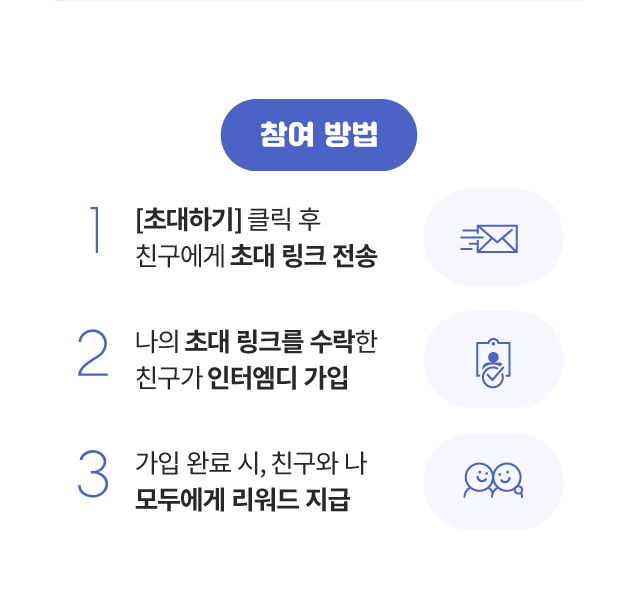 참여 방법
1
[초대하기] 클릭 후
친구에게 초대 링크 전송
2
나의 초대 링크를 수락한
친구가 인터엠디 가입
3
가입 완료 시, 친구와 나
모두에게 리워드 지급